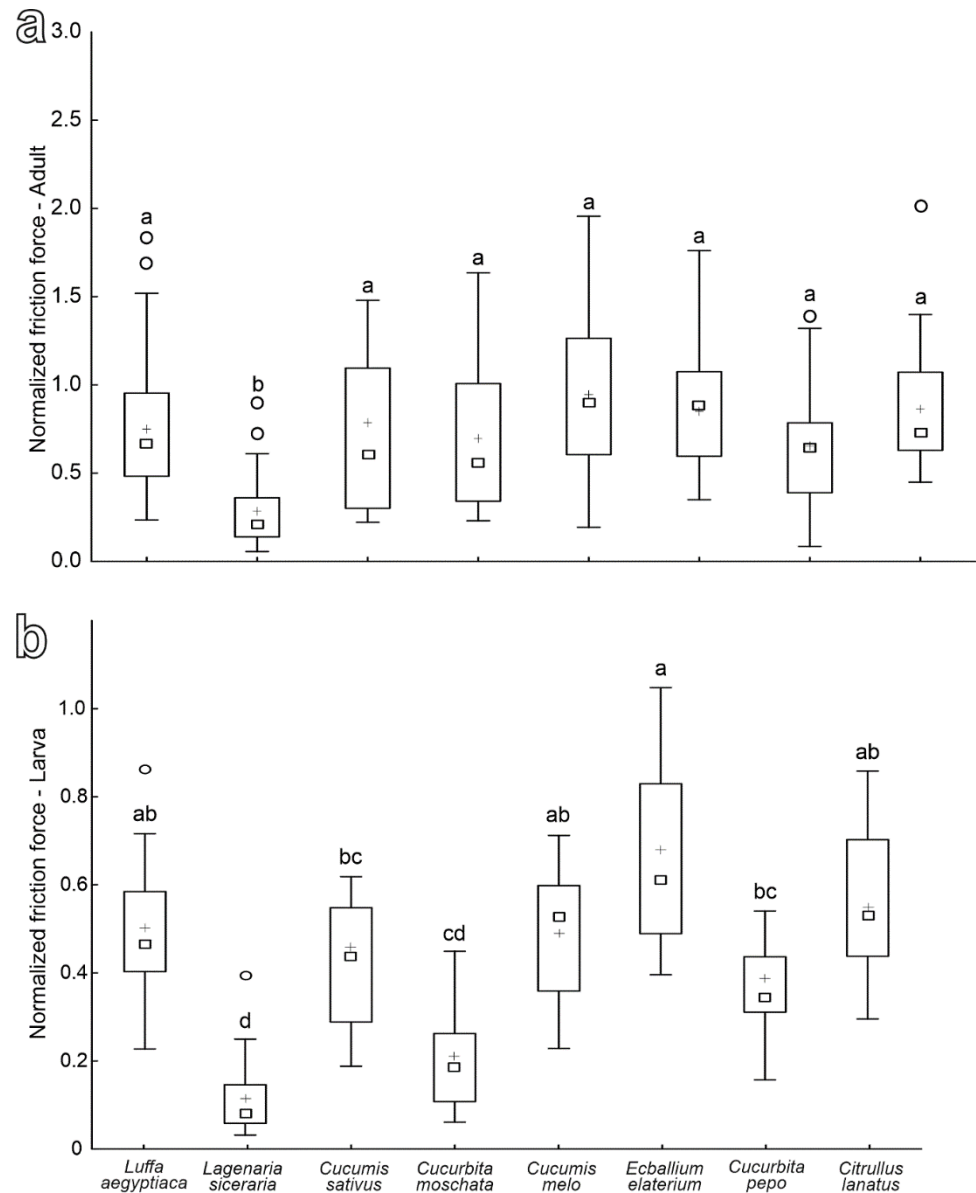 a
Normalized friction force - Adult
3.0
2.5
2.0
1.5
1.0
0.5
0.0
a
b
a
a
a
a
a
a
b
Normalized friction force - Larva
1.0
0.8
0.6
0.4
0.2
0
ab
d
bc
cd
ab
a
bc
ab
Luffa
aegyptiaca
Lagenaria
siceraria
Cucumis
sativus
Cucurbita
moschata
Cucumis
melo
Ecballium
elaterium
Cucurbita
pepo
Citrullus
lanatus